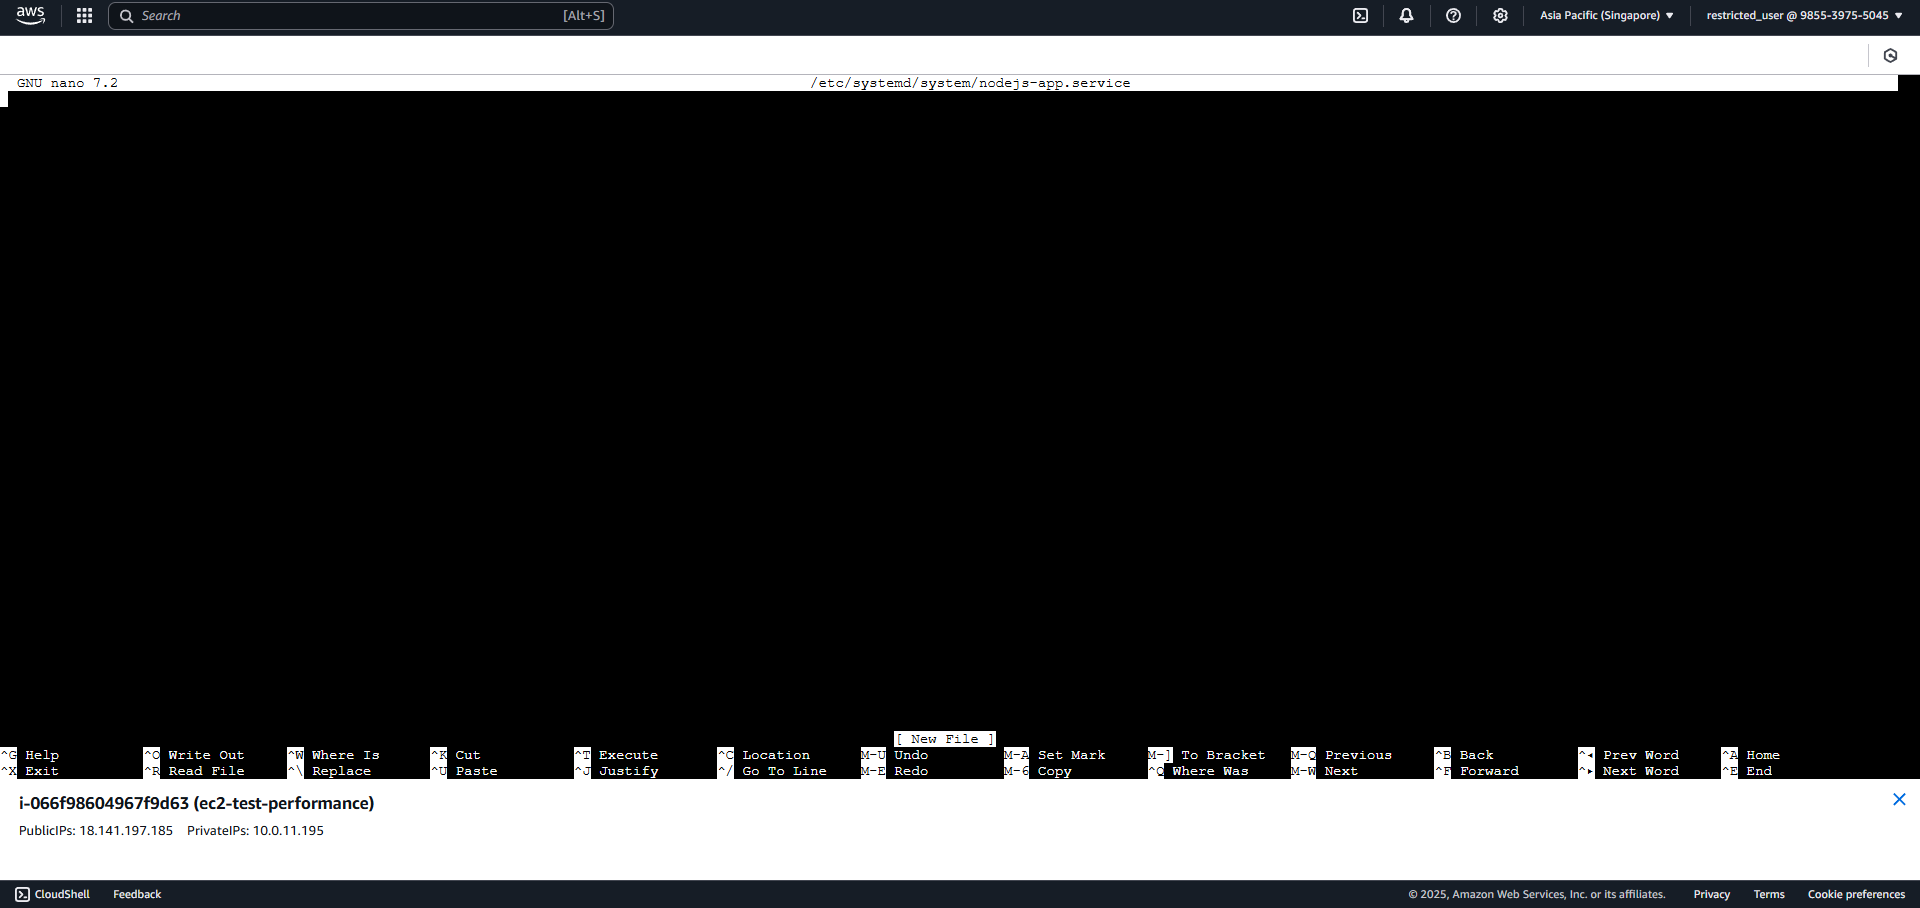 aws Search [Alt+S] Asia Pacific (Singapore) ▼ restricted_user @ 9855-3975-5045 ▼
GNU nano 7.2 /etc/systemd/system/nodejs-app.service
[ New File ]
^G Help ^O Write Out ^W Where Is ^K Cut ^T Execute ^C Location M-U Undo M-A Set Mark M-] To Bracket M-Q Previous ^B Back ^◂ Prev Word ^A Home
^X Exit ^R Read File ^\ Replace ^U Paste ^J Justify ^/ Go To Line M-E Redo M-6 Copy ^Q Where Was M-W Next ^F Forward ^▸ Next Word ^E End
i-066f98604967f9d63 (ec2-test-performance)
PublicIPs: 18.141.197.185 PrivateIPs: 10.0.11.195
CloudShell Feedback © 2025, Amazon Web Services, Inc. or its affiliates. Privacy Terms Cookie preferences